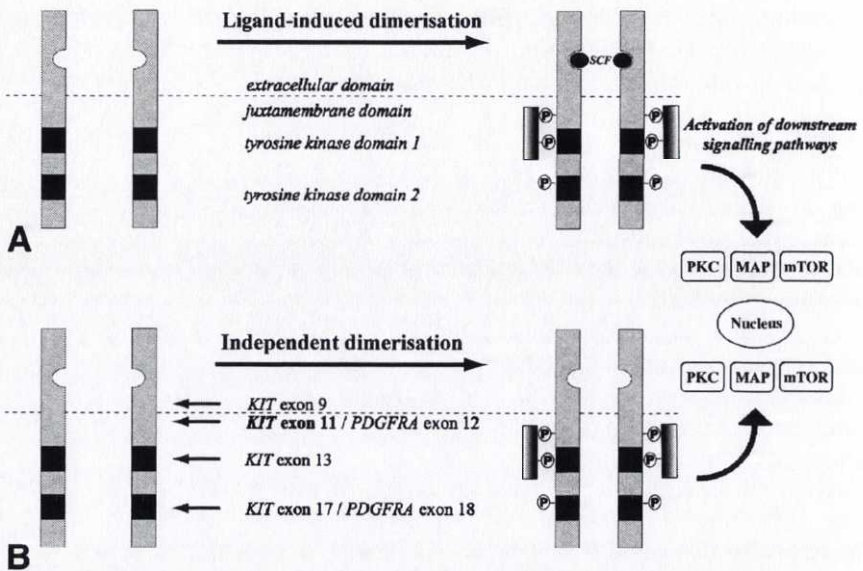 Ligand-induced dimerisation
SCF
extracellular domain
juxtamembrane domain
tyrosine kinase domain 1
tyrosine kinase domain 2
P P
P P
P P
Activation of downstream
signalling pathways
A
PKC MAP mTOR
Nucleus
PKC MAP mTOR
Independent dimerisation
KIT exon 9
KIT exon 11 / PDGFRA exon 12
KIT exon 13
KIT exon 17 / PDGFRA exon 18
P P
P P
P P
B